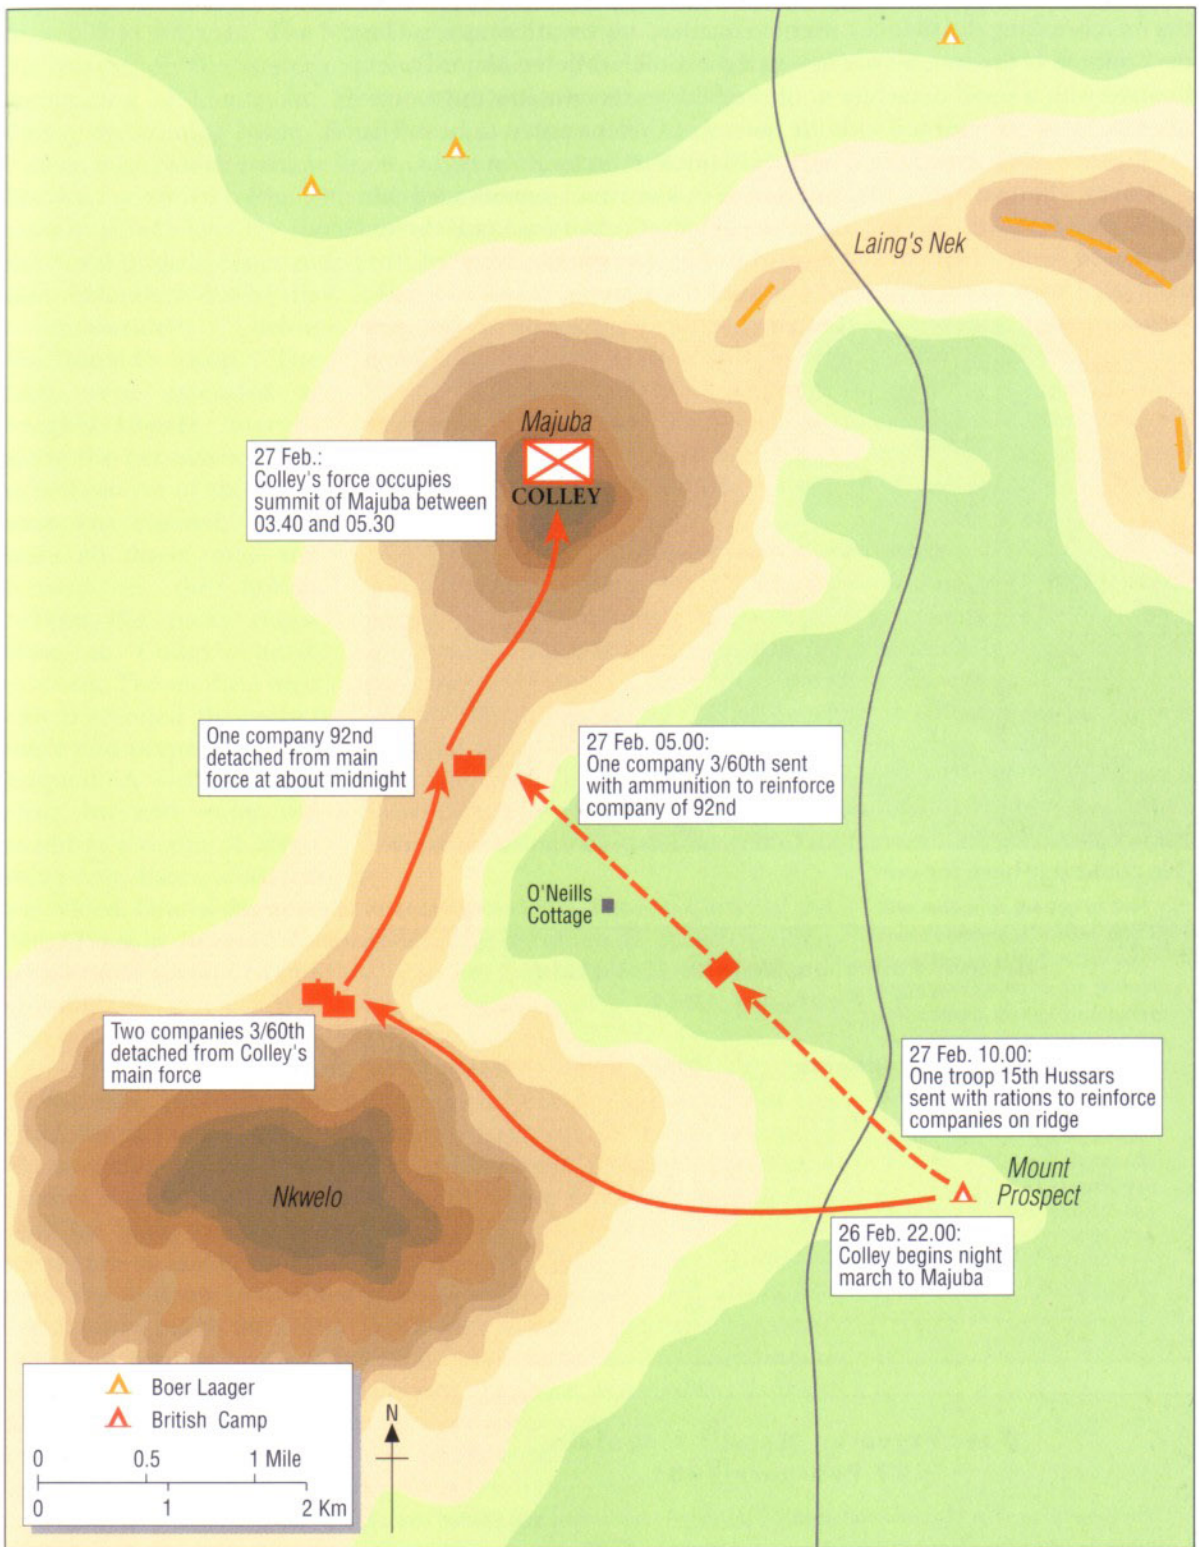 Laing's Nek
Majuba
COLLEY
27 Feb.:
Colley's force occupies
summit of Majuba between
03.40 and 05.30
One company 92nd
detached from main
force at about midnight
27 Feb. 05.00:
One company 3/60th sent
with ammunition to reinforce
company of 92nd
O'Neills
Cottage
Two companies 3/60th
detached from Colley's
main force
27 Feb. 10.00:
One troop 15th Hussars
sent with rations to reinforce
companies on ridge
Mount
Prospect
Nkwelo
26 Feb. 22.00:
Colley begins night
march to Majuba
Boer Laager
British Camp
0 0.5 1 Mile
0 1 2 Km
N